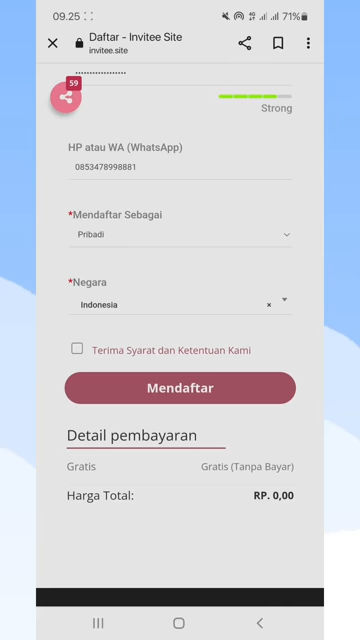 09.25
71%
Daftar - Invitee Site
invitee.site
••••••••••••••••••
59
Strong
HP atau WA (WhatsApp)
0853478998881
*Mendaftar Sebagai
Pribadi
*Negara
Indonesia
×
Terima Syarat dan Ketentuan Kami
Mendaftar
Detail pembayaran
Gratis Gratis (Tanpa Bayar)
Harga Total: RP. 0,00